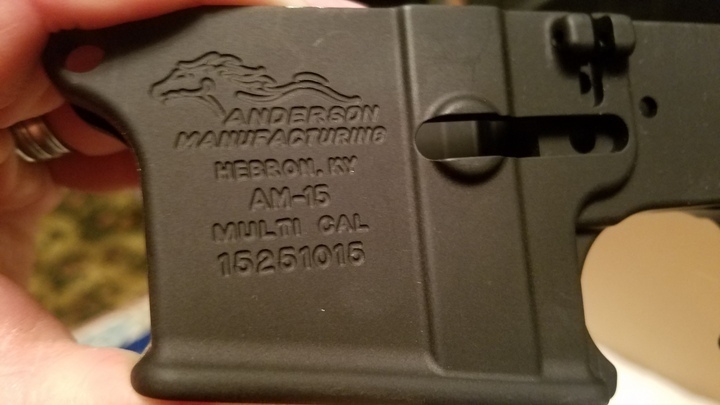 ANDERSON
MANUFACTURING
HEBRON, KY
AM-15
MULTI CAL
15251015